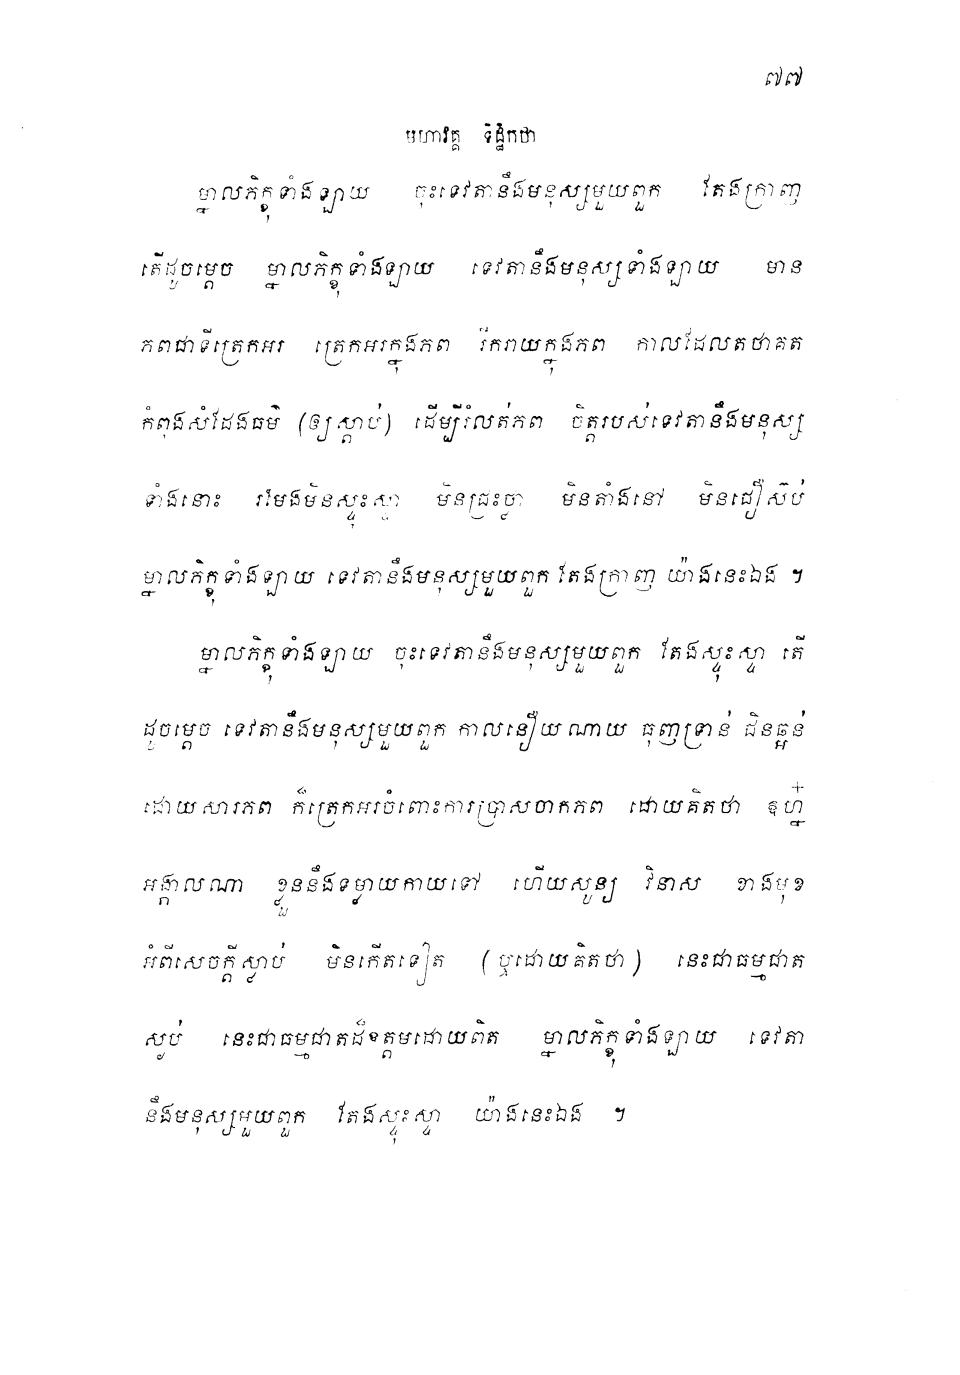 ៧៧
មហាវគ្គ ទិដ្ឋិកថា
ម្នាលភិក្ខុទាំងឡាយ ចុះទេវតានឹងមនុស្សមួយពួក តែងក្រាញ
តើដូចម្តេច ម្នាលភិក្ខុទាំងឡាយ ទេវតានឹងមនុស្សទាំងឡាយ មាន
ភពជាទីត្រេកអរ ត្រេកអរក្នុងភព រីករាយក្នុងភព កាលដែលតថាគត
កំពុងសំដែងធម៌ (ឲ្យស្តាប់) ដើម្បីរំលត់ភព ចិត្តរបស់ទេវតានឹងមនុស្ស
ទាំងនោះ រមែងមិនស្ទុះស្ទា មិនជ្រះថ្លា មិនតាំងនៅ មិនជឿស៊ប់
ម្នាលភិក្ខុទាំងឡាយ ទេវតានឹងមនុស្សមួយពួក តែងក្រាញ យ៉ាងនេះឯង ។
ម្នាលភិក្ខុទាំងឡាយ ចុះទេវតានឹងមនុស្សមួយពួក តែងស្ទុះស្ទា តើ
ដូចម្តេច ទេវតានឹងមនុស្សមួយពួក កាលនឿយណាយ ធុញទ្រាន់ ជិនឆ្អន់
ដោយសារភព ក៏ត្រេកអរចំពោះការប្រាសចាកភព ដោយគិតថា ឧហ្ន៎
អង្គាលណា ខ្លួននឹងទម្លាយកាយទៅ ហើយសូន្យ វិនាស ខាងមុខ
អំពីសេចក្តីស្លាប់ មិនកើតទៀត (ឬដោយគិតថា) នេះជាធម្មជាត
ស្ងប់ នេះជាធម្មជាតដ៏ឧត្តមដោយពិត ម្នាលភិក្ខុទាំងឡាយ ទេវតា
នឹងមនុស្សមួយពួក តែងស្ទុះស្ទា យ៉ាងនេះឯង ។